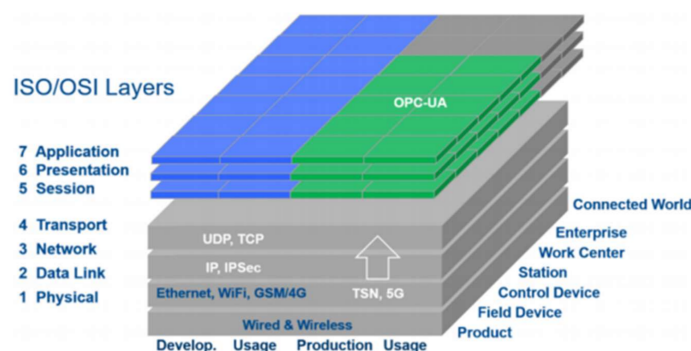 ISO/OSI Layers
OPC-UA
7 Application
6 Presentation
5 Session
4 Transport
3 Network
2 Data Link
1 Physical
UDP, TCP
IP, IPSec
Ethernet, WiFi, GSM/4G
TSN, 5G
Wired & Wireless
Connected World
Enterprise
Work Center
Station
Control Device
Field Device
Product
Develop. Usage Production Usage